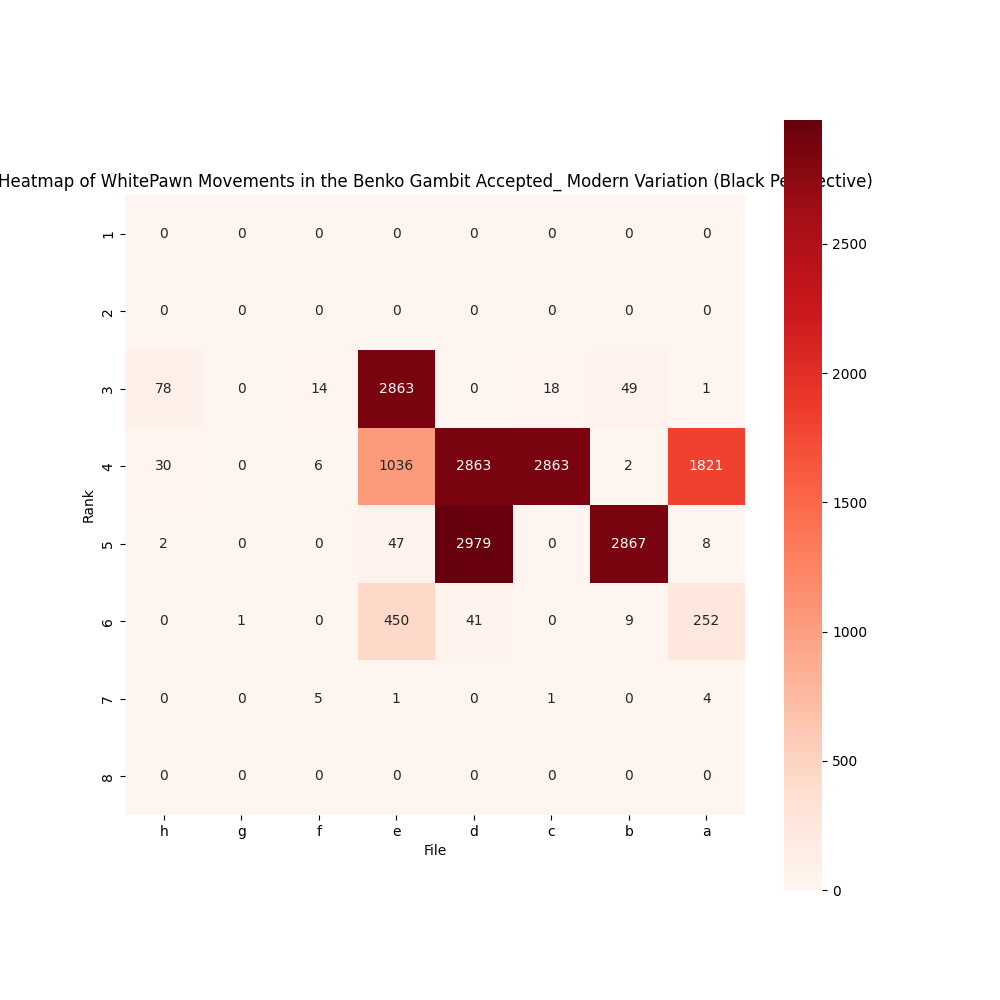 Heatmap of WhitePawn Movements in the Benko Gambit Accepted_ Modern Variation (Black Pe ective)
1 0 0 0 0 0 0 0 0
2 0 0 0 0 0 0 0 0
3 78 0 14 2863 0 18 49 1
4 30 0 6 1036 2863 2863 2 1821
5 2 0 0 47 2979 0 2867 8
6 0 1 0 450 41 0 9 252
7 0 0 5 1 0 1 0 4
8 0 0 0 0 0 0 0 0
h g f e d c b a
File
Rank
2500
2000
1500
1000
500
0